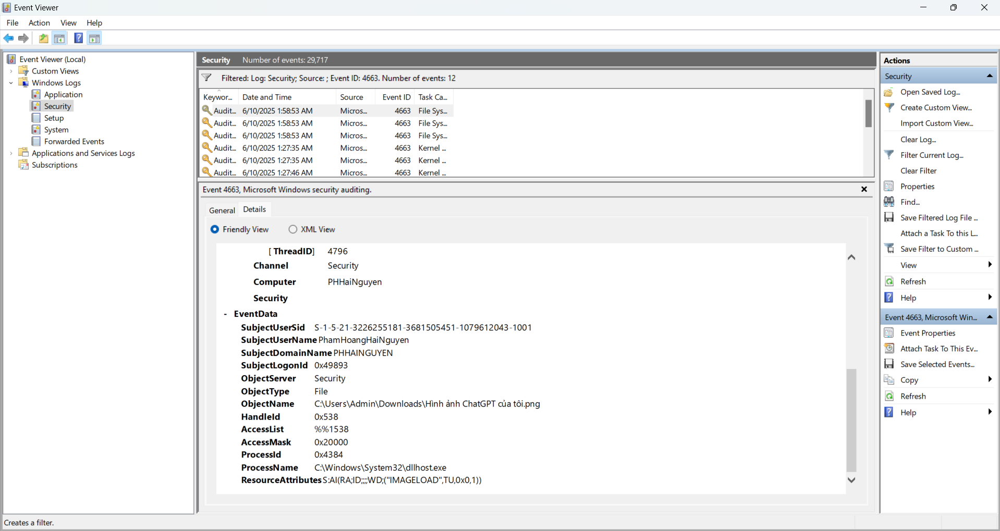 Event Viewer
File Action View Help
Event Viewer (Local)
Custom Views
Windows Logs
Application
Security
Setup
System
Forwarded Events
Applications and Services Logs
Subscriptions
Security Number of events: 29,717
Filtered: Log: Security; Source: ; Event ID: 4663. Number of events: 12
Keywor... Date and Time Source Event ID Task Ca...
Audit... 6/10/2025 1:58:53 AM Micros... 4663 File Sys...
Audit... 6/10/2025 1:58:53 AM Micros... 4663 File Sys...
Audit... 6/10/2025 1:58:53 AM Micros... 4663 File Sys...
Audit... 6/10/2025 1:27:35 AM Micros... 4663 Kernel ...
Audit... 6/10/2025 1:27:35 AM Micros... 4663 Kernel ...
Audit... 6/10/2025 1:27:46 AM Micros... 4663 Kernel ...
Event 4663, Microsoft Windows security auditing.
General Details
Friendly View XML View
[ ThreadID] 4796
Channel Security
Computer PHHaiNguyen
Security
- EventData
SubjectUserSid S-1-5-21-3226255181-3681505451-1079612043-1001
SubjectUserName PhamHoangHaiNguyen
SubjectDomainName PHHAINGUYEN
SubjectLogonId 0x49893
ObjectServer Security
ObjectType File
ObjectName C:\Users\Admin\Downloads\Hình ảnh ChatGPT của tôi.png
HandleId 0x538
AccessList %%1538
AccessMask 0x20000
ProcessId 0x4384
ProcessName C:\Windows\System32\dllhost.exe
ResourceAttributes S:AI(RA;ID;;;;WD;("IMAGELOAD",TU,0x0,1))
Actions
Security
Open Saved Log...
Create Custom View...
Import Custom View...
Clear Log...
Filter Current Log...
Clear Filter
Properties
Find...
Save Filtered Log File ...
Attach a Task To this L...
Save Filter to Custom ...
View
Refresh
Help
Event 4663, Microsoft Win...
Event Properties
Attach Task To This Ev...
Save Selected Events...
Copy
Refresh
Help
Creates a filter.